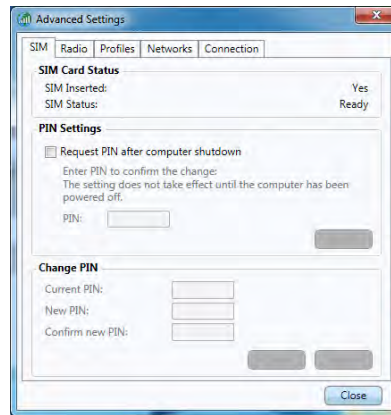 Advanced Settings
SIM Radio Profiles Networks Connection
SIM Card Status
SIM Inserted: Yes
SIM Status: Ready
PIN Settings
Request PIN after computer shutdown
Enter PIN to confirm the change:
The setting does not take effect until the computer has been
powered off.
PIN:
Change PIN
Current PIN:
New PIN:
Confirm new PIN:
Close